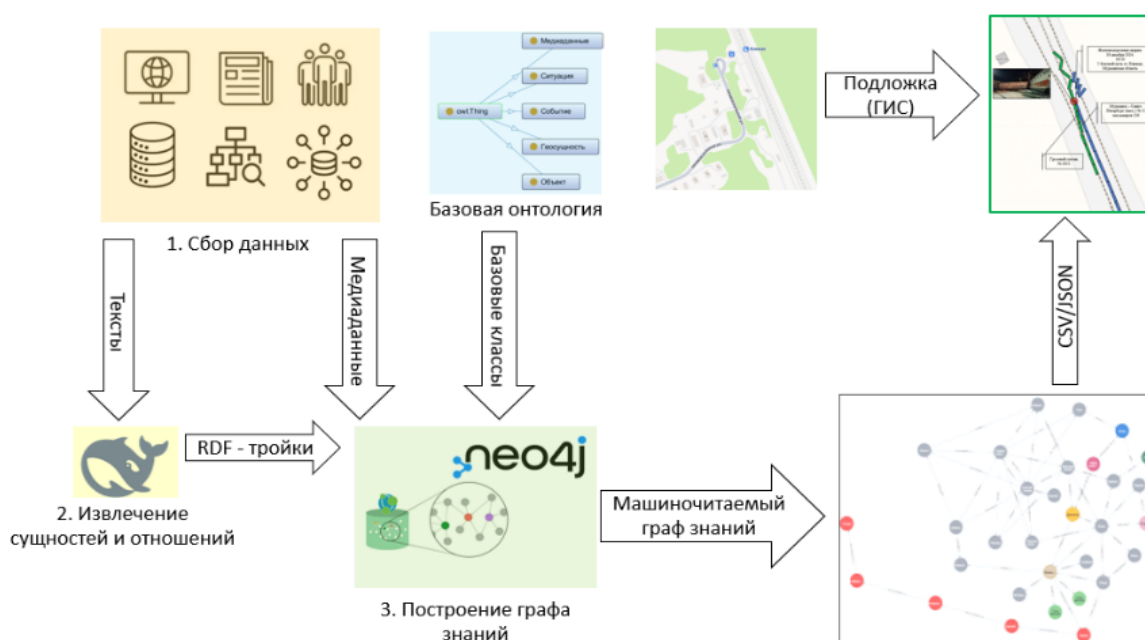 Медиаданные
Ситуация
owl:Thing
Событие
Геосущность
Объект
Базовая онтология
Подложка
(ГИС)
1. Сбор данных
Тексты
Медиаданные
Базовые классы
CSV/JSON
RDF - тройки
neo4j
Машиночитаемый
граф знаний
2. Извлечение
сущностей и отношений
3. Построение графа
знаний